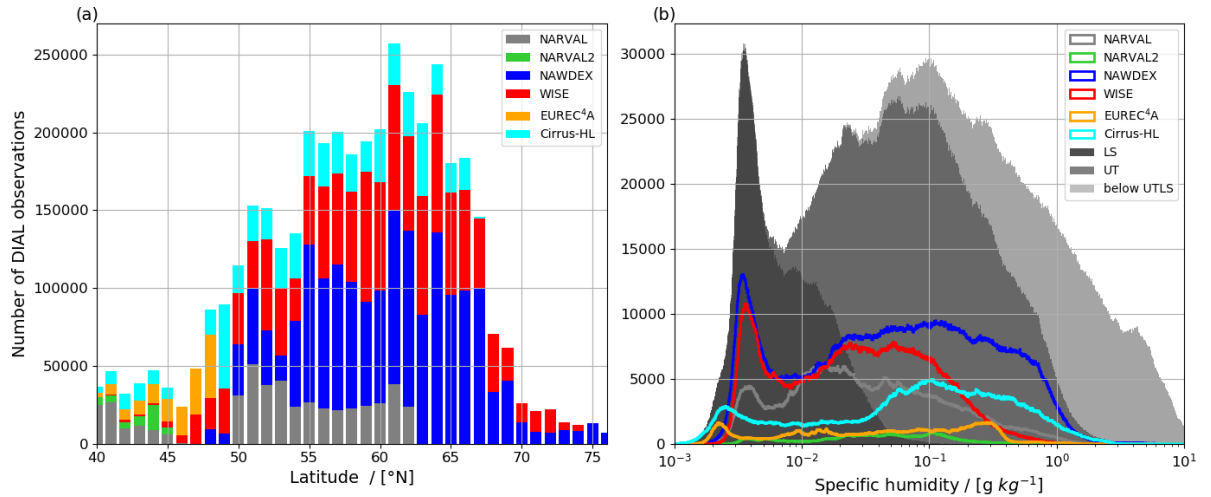 (a)
Number of DIAL observations
250000
200000
150000
100000
50000
0
40 45 50 55 60 65 70 75
Latitude / [°N]
NARVAL
NARVAL2
NAWDEX
WISE
EUREC⁴A
Cirrus-HL
(b)
30000
25000
20000
15000
10000
5000
0
10⁻³ 10⁻² 10⁻¹ 10⁰ 10¹
Specific humidity / [g kg⁻¹]
NARVAL
NARVAL2
NAWDEX
WISE
EUREC⁴A
Cirrus-HL
LS
UT
below UTLS